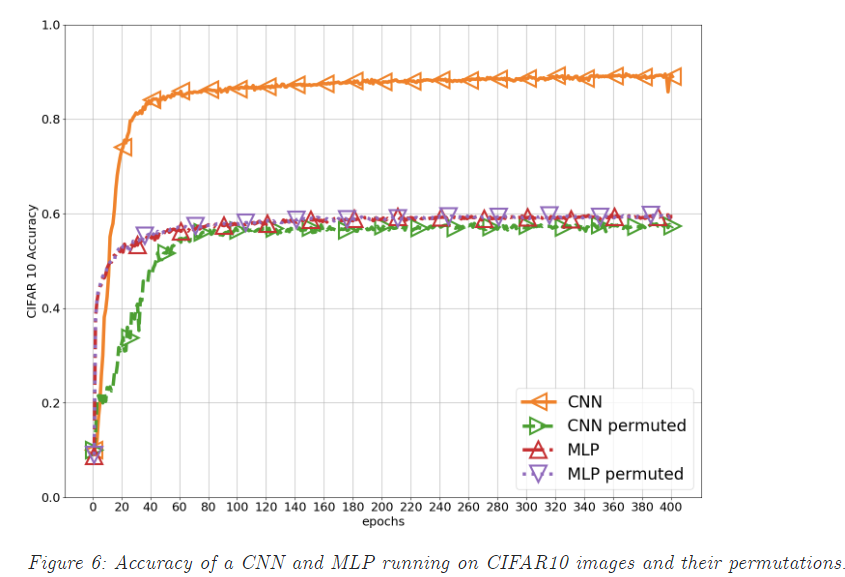 1.0
0.8
0.6
0.4
0.2
0.0
CIFAR 10 Accuracy
CNN
CNN permuted
MLP
MLP permuted
0 20 40 60 80 100 120 140 160 180 200 220 240 260 280 300 320 340 360 380 400
epochs
Figure 6: Accuracy of a CNN and MLP running on CIFAR10 images and their permutations.